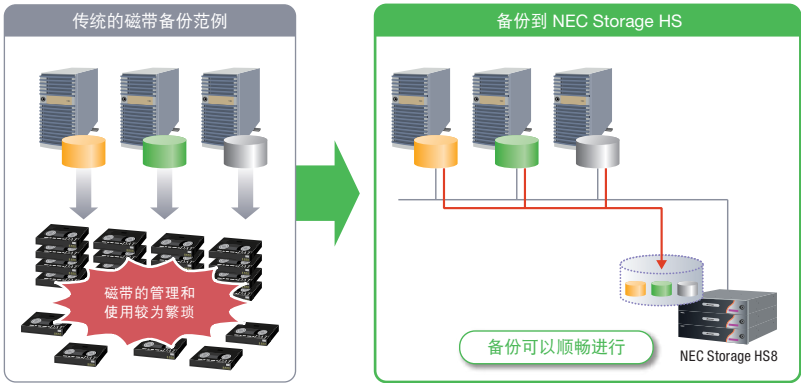 传统的磁带备份范例
备份到 NEC Storage HS
磁带的管理和
使用较为繁琐
备份可以顺畅进行
NEC Storage HS8